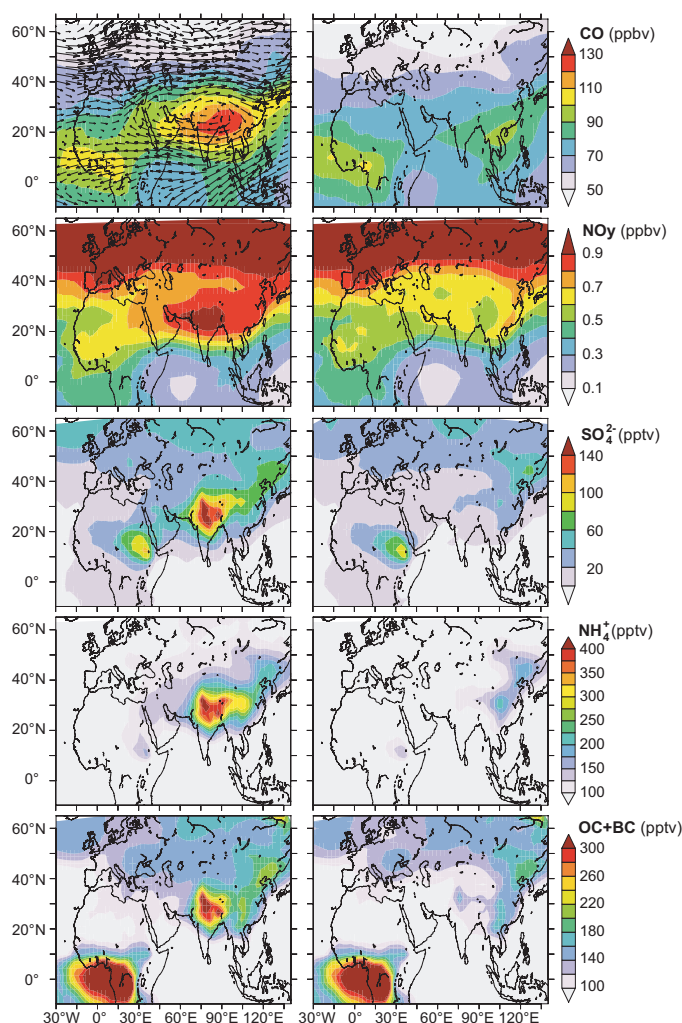 CO (ppbv)
60°N
130
40°N
110
90
20°N
70
0°
50
NOy (ppbv)
60°N
0.9
40°N
0.7
0.5
20°N
0.3
0°
0.1
SO₄²⁻ (pptv)
60°N
140
40°N
100
60
20°N
20
0°
NH₄⁺ (pptv)
60°N
400
350
40°N
300
250
20°N
200
150
0°
100
OC+BC (pptv)
60°N
300
40°N
260
220
20°N
180
140
0°
100
30°W 0° 30°E 60°E 90°E 120°E 30°W 0° 30°E 60°E 90°E 120°E